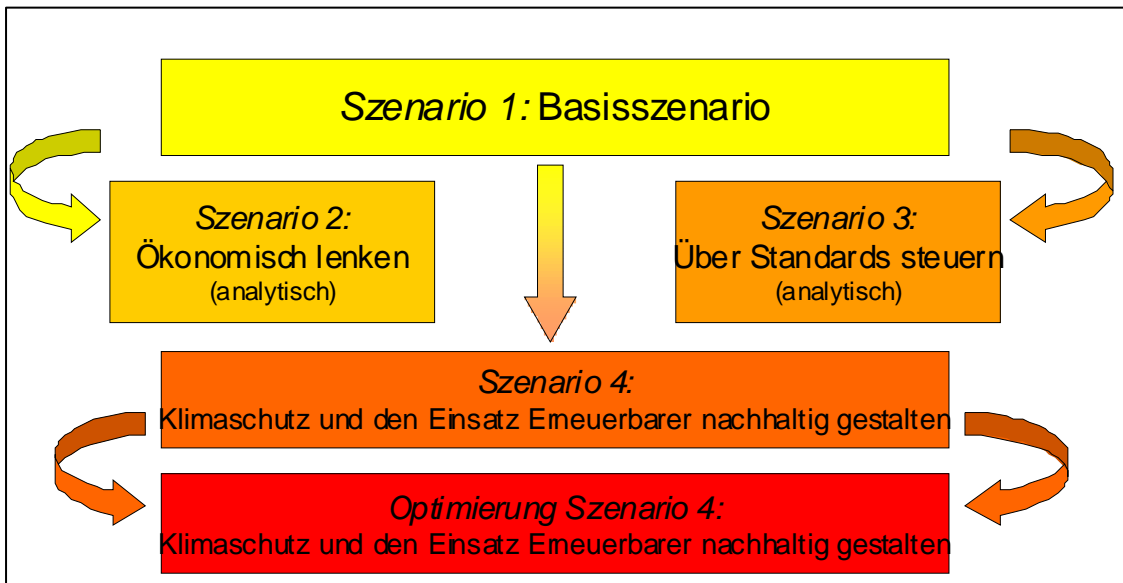 Szenario 1: Basisszenario
Szenario 2:
Ökonomisch lenken
(analytisch)
Szenario 3:
Über Standards steuern
(analytisch)
Szenario 4:
Klimaschutz und den Einsatz Erneuerbarer nachhaltig gestalten
Optimierung Szenario 4:
Klimaschutz und den Einsatz Erneuerbarer nachhaltig gestalten